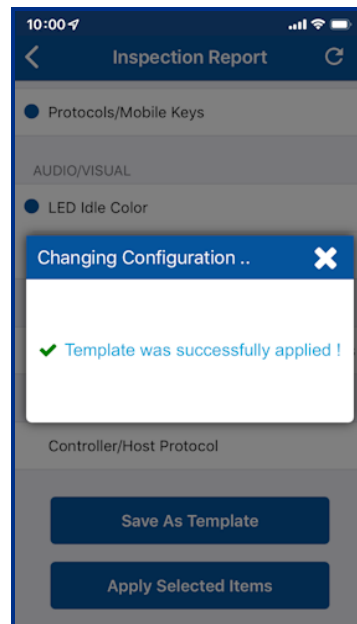 10:00
Inspection Report
Protocols/Mobile Keys
AUDIO/VISUAL
LED Idle Color
Changing Configuration ..
Template was successfully applied !
Controller/Host Protocol
Save As Template
Apply Selected Items